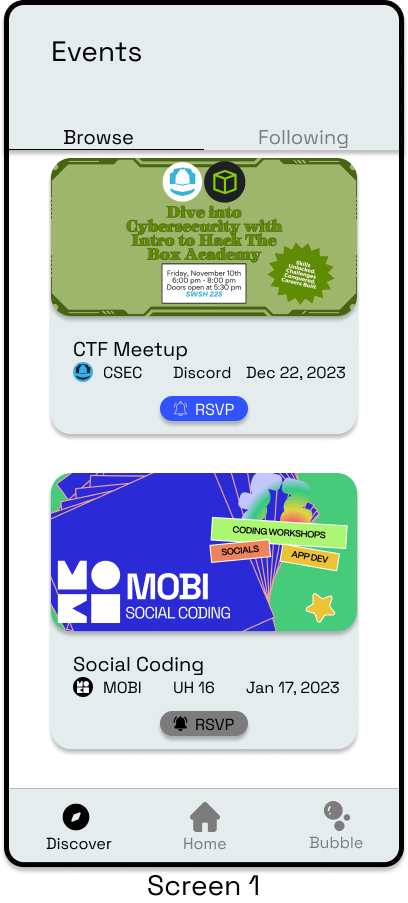 Events
Browse
Following
Dive into
Cybersecurity with
Intro to Hack The
Box Academy
Friday, November 10th
6:00 pm - 8:00 pm
Doors open at 5:30 pm
SWSH 225
Skills
Unlocked,
Challenges
Conquered,
Careers Built
CTF Meetup
CSEC Discord Dec 22, 2023
RSVP
CODING WORKSHOPS
SOCIALS
APP DEV
MOBI
SOCIAL CODING
Social Coding
MOBI UH 16 Jan 17, 2023
RSVP
Discover Home Bubble
Screen 1